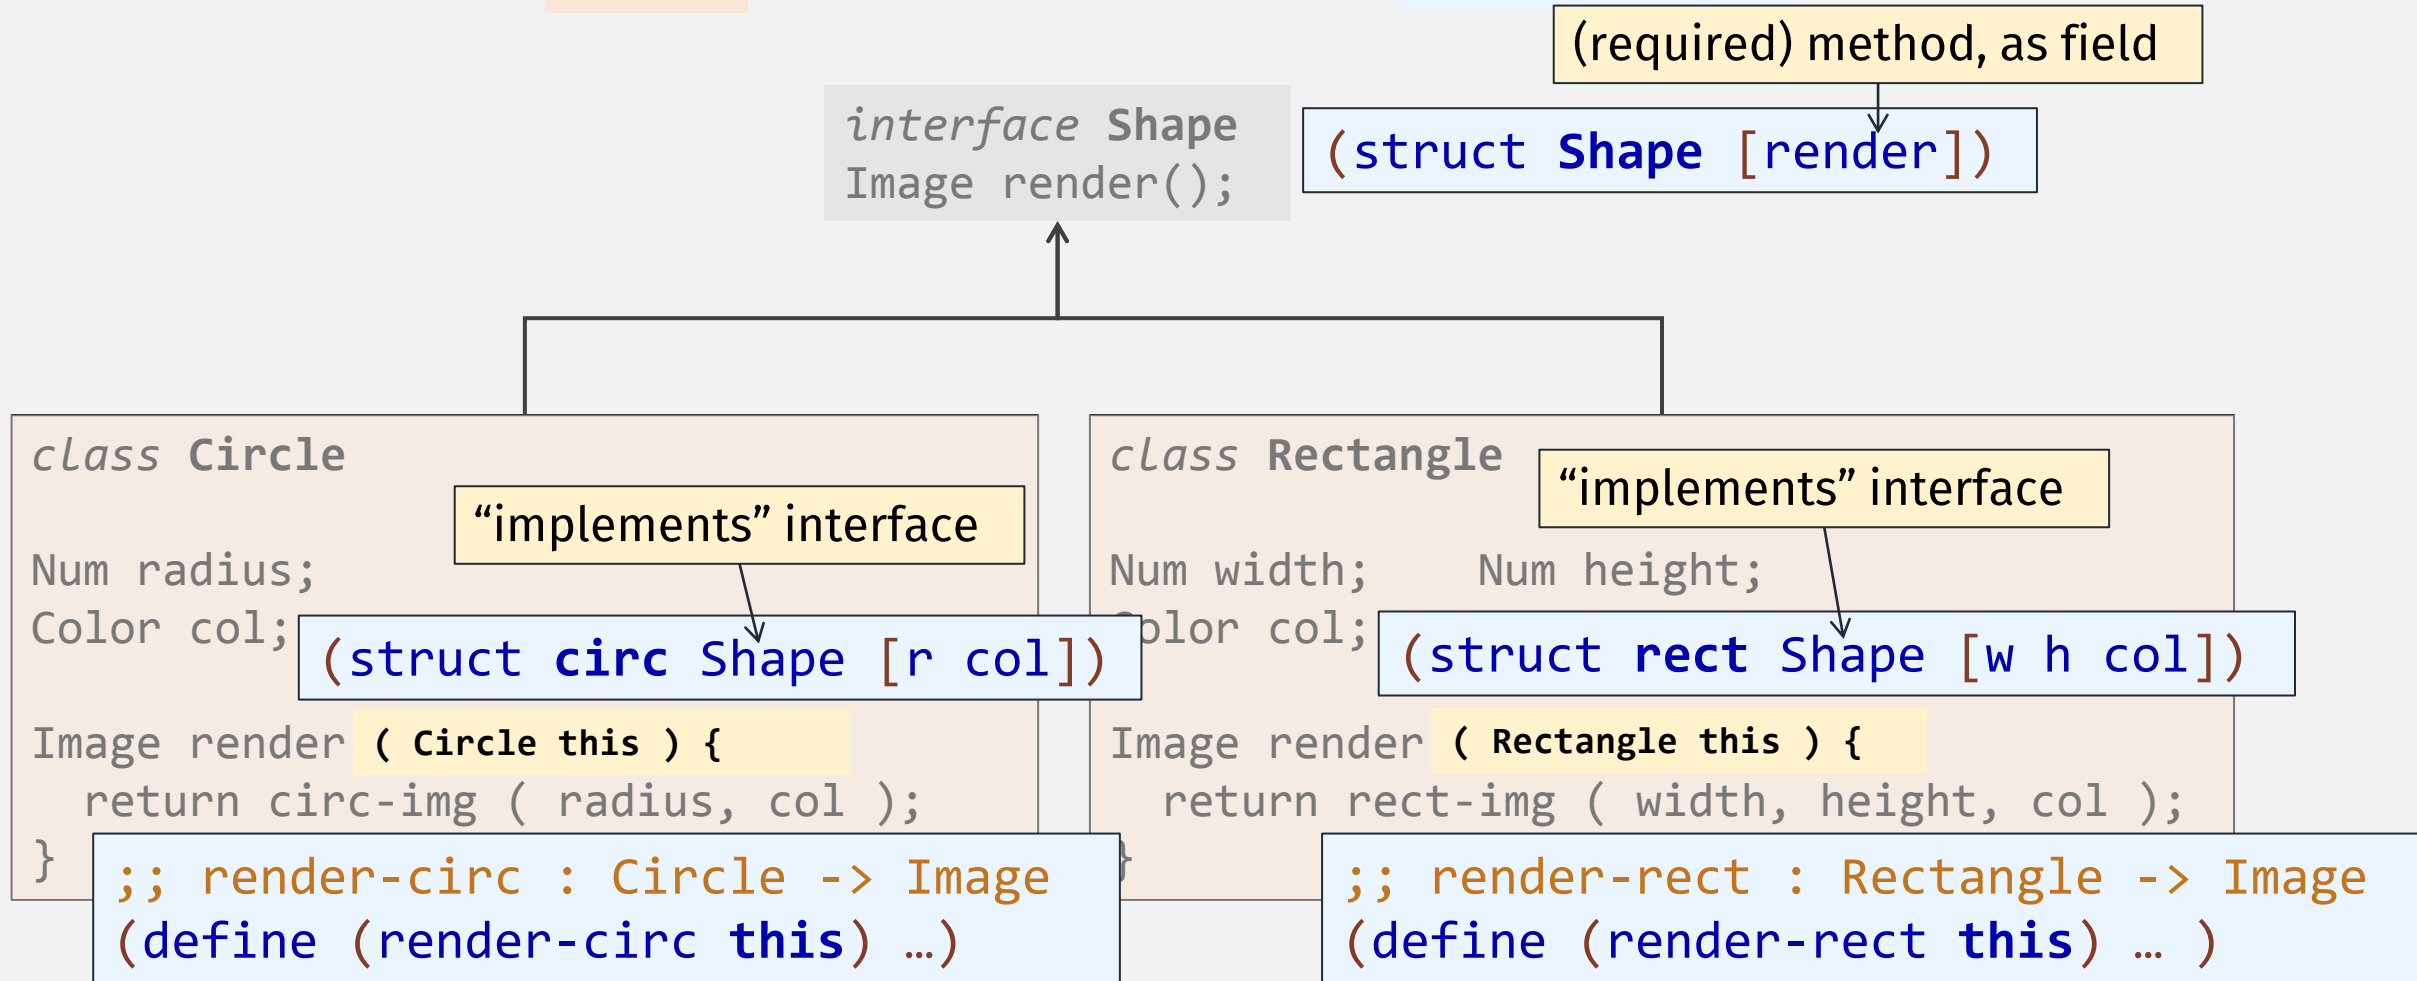 (required) method, as field
interface Shape
Image render();
(struct Shape [render])
class Circle
“implements” interface
Num radius;
Color col;
(struct circ Shape [r col])
Image render ( Circle this ) {
return circ-img ( radius, col );
}
;; render-circ : Circle -> Image
(define (render-circ this) …)
class Rectangle
“implements” interface
Num width; Num height;
Color col;
(struct rect Shape [w h col])
Image render ( Rectangle this ) {
return rect-img ( width, height, col );
}
;; render-rect : Rectangle -> Image
(define (render-rect this) … )